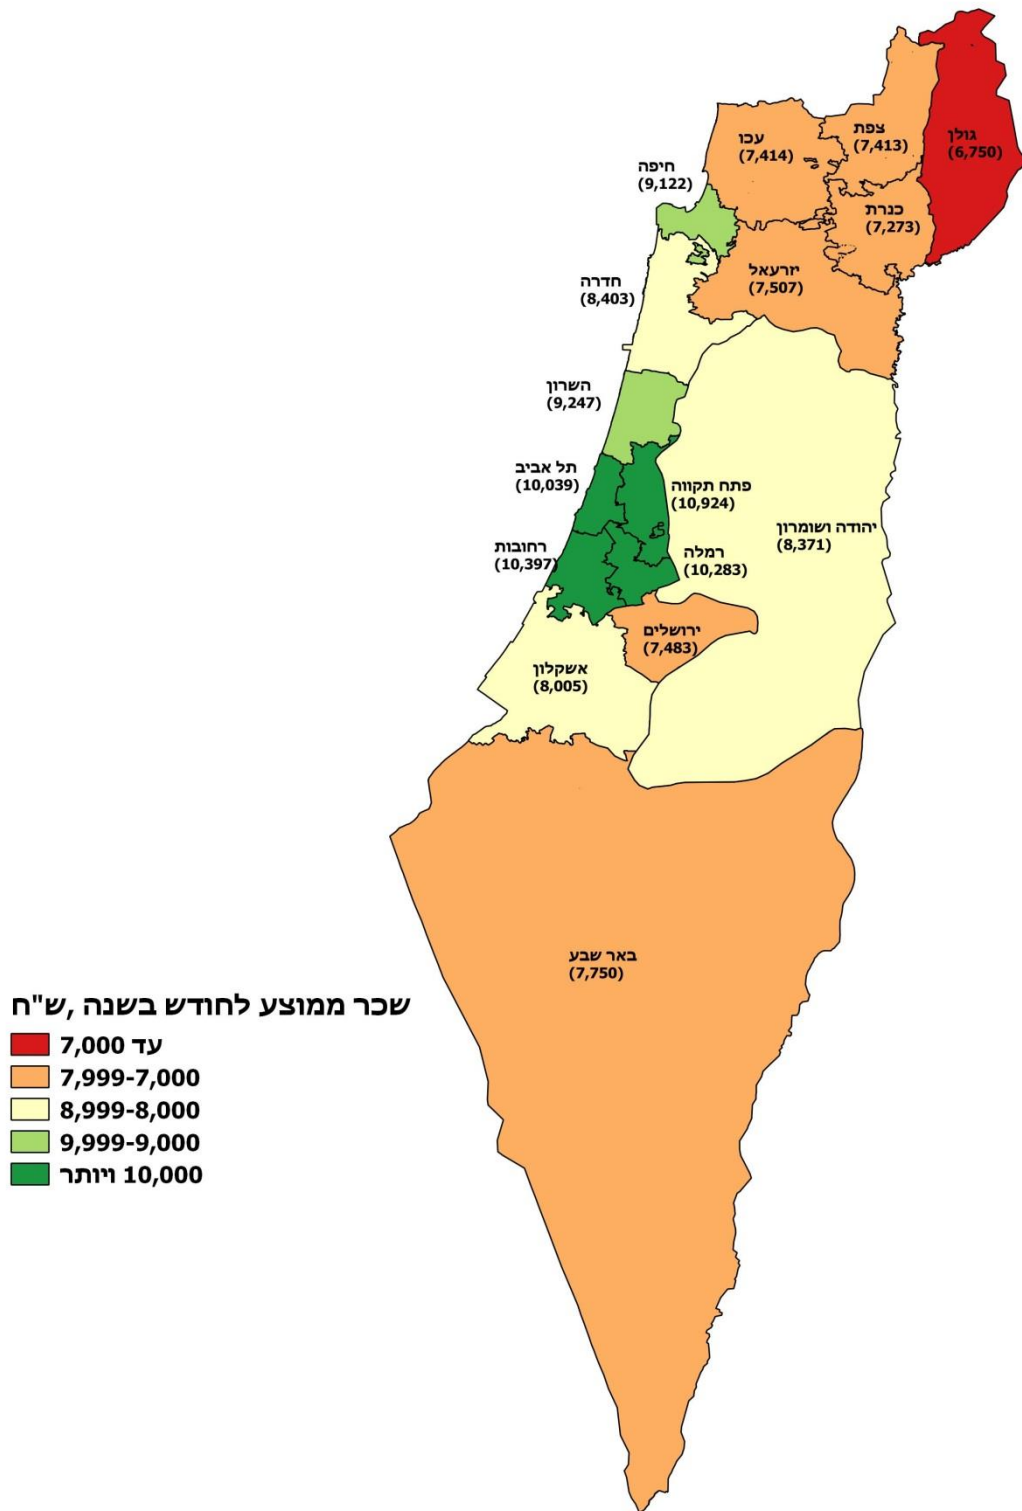 גולן
(6,750)
צפת
(7,413)
עכו
(7,414)
חיפה
(9,122)
כנרת
(7,273)
יזרעאל
(7,507)
חדרה
(8,403)
השרון
(9,247)
תל אביב
(10,039)
פתח תקווה
(10,924)
יהודה ושומרון
(8,371)
רחובות
(10,397)
רמלה
(10,283)
ירושלים
(7,483)
אשקלון
(8,005)
באר שבע
(7,750)
שכר ממוצע לחודש בשנה ,ש"ח
עד 7,000
7,999-7,000
8,999-8,000
9,999-9,000
10,000 ויותר